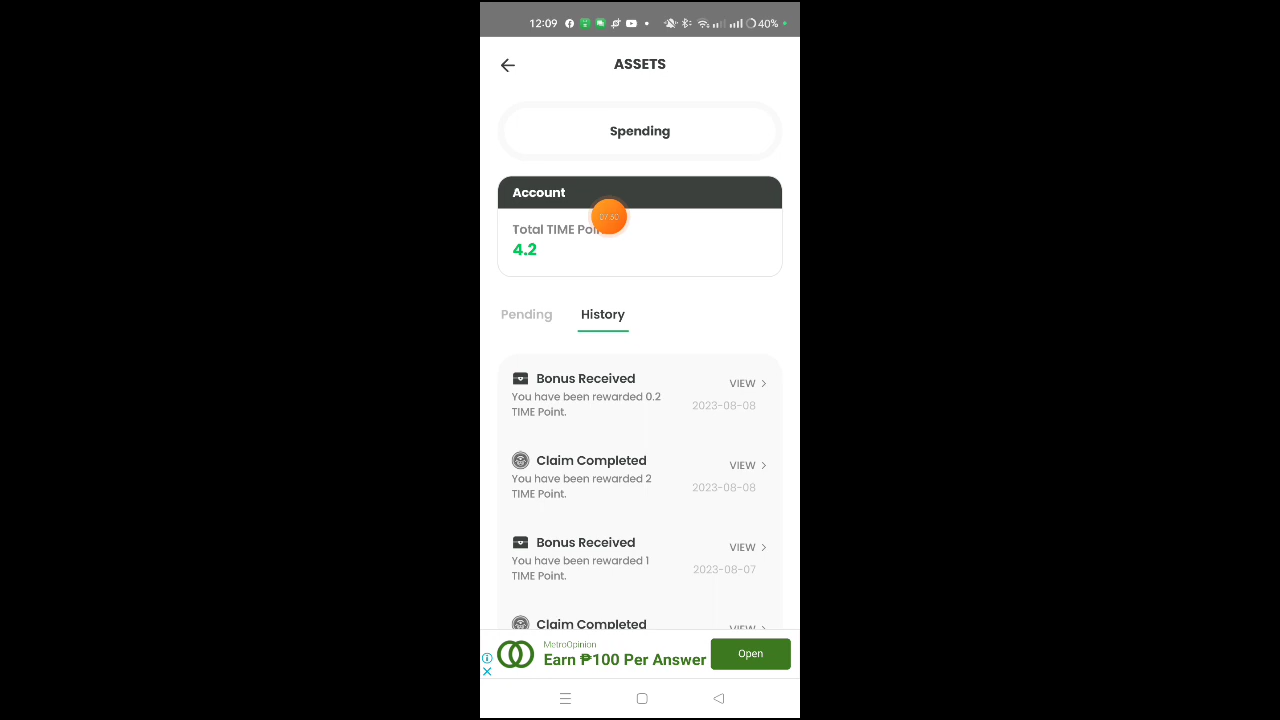 12:09
40%
ASSETS
Spending
Account
Total TIME
4.2
Pending
History
Bonus Received
VIEW
You have been rewarded 0.2
TIME Point.
2023-08-08
Claim Completed
VIEW
You have been rewarded 2
TIME Point.
2023-08-08
Bonus Received
VIEW
You have been rewarded 1
TIME Point.
2023-08-07
Claim Completed
VIEW
MetroOpinion
Earn ₱100 Per Answer
Open